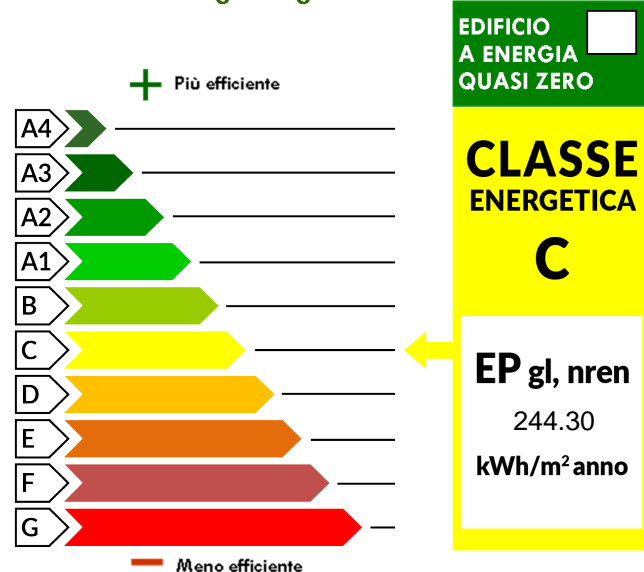 EDIFICIO
A ENERGIA
QUASI ZERO
+ Più efficiente
A4
A3
A2
A1
B
C
D
E
F
G
- Meno efficiente
CLASSE
ENERGETICA
C
EP gl, nren
244.30
kWh/m² anno